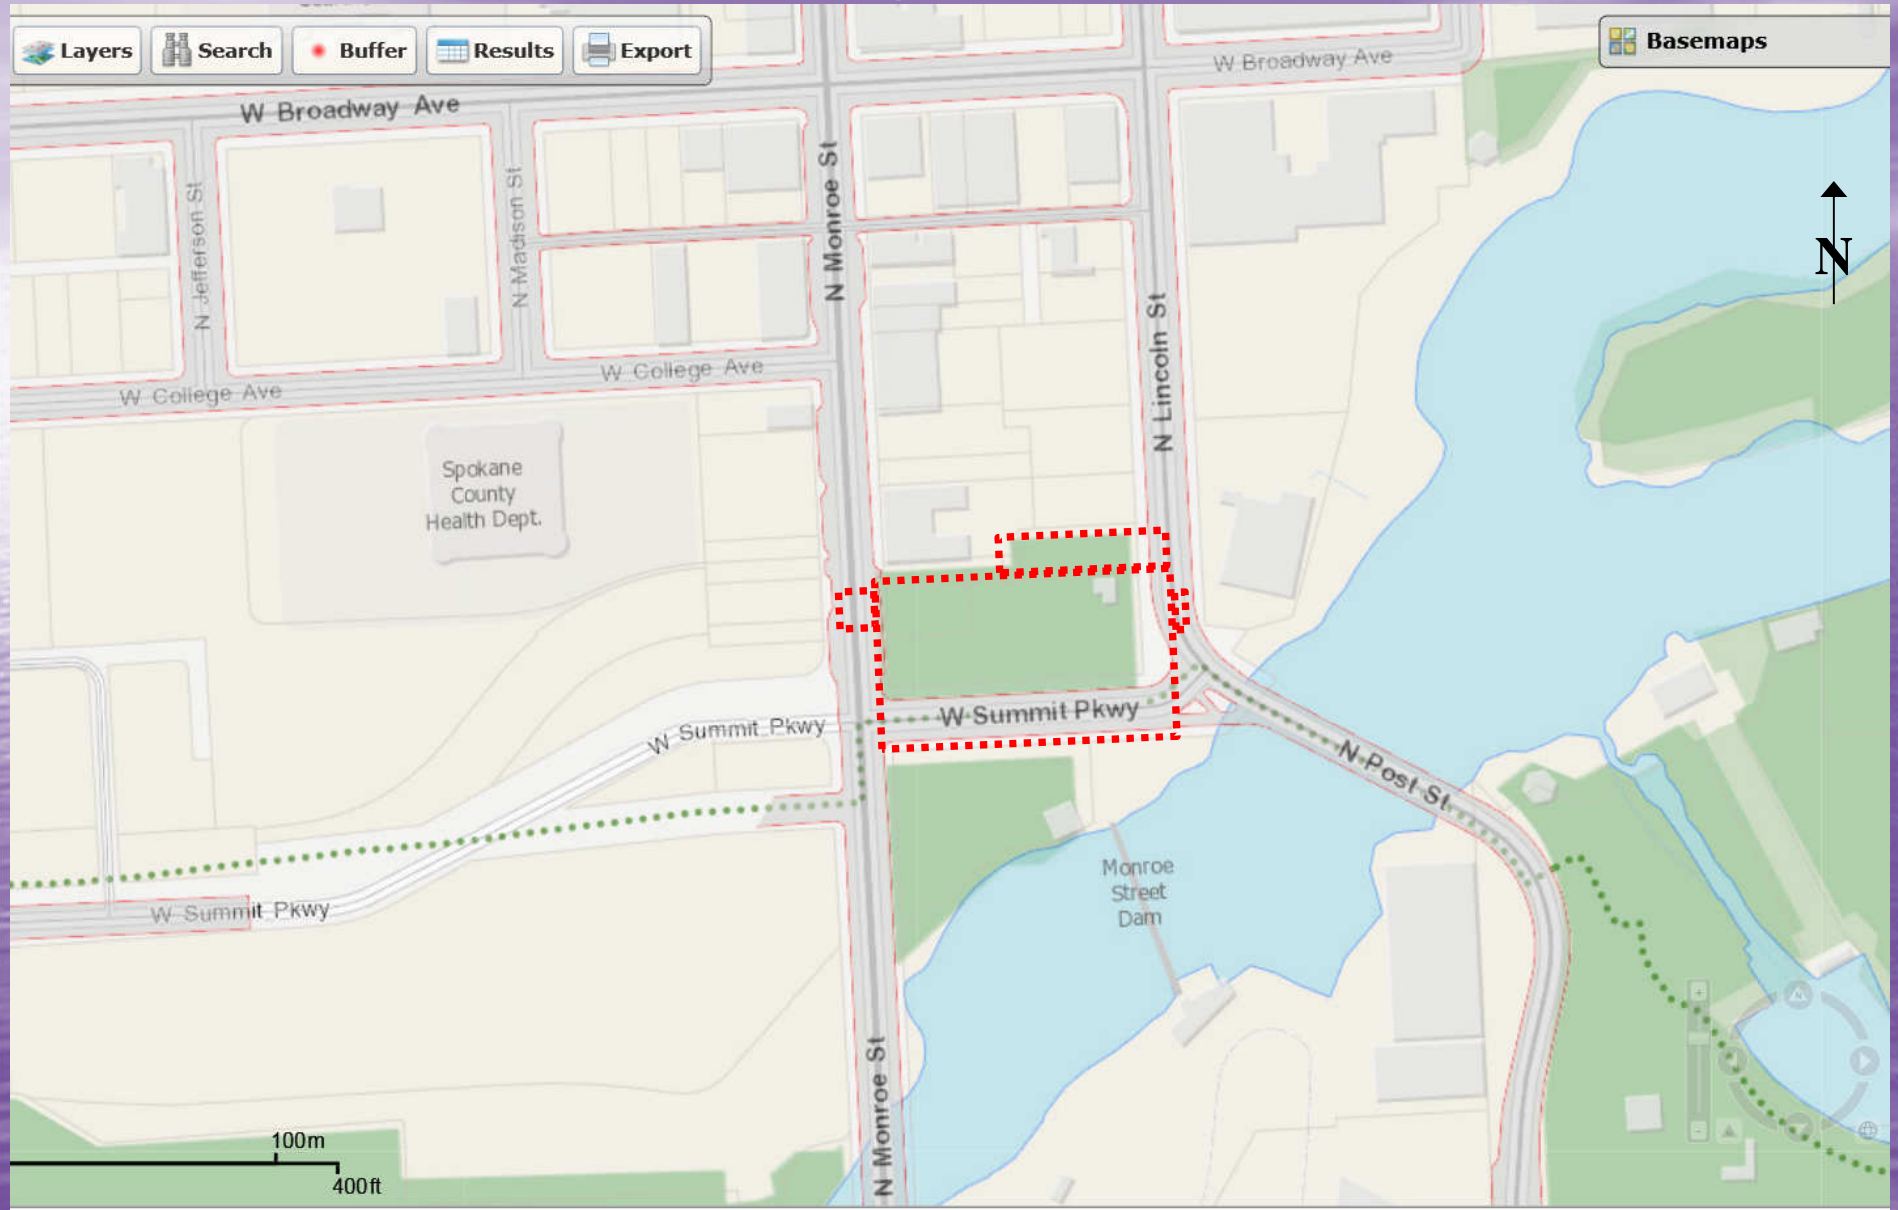 Layers
Search
Buffer
Results
Export
Basemaps
W Broadway Ave
W Broadway Ave
N Jefferson St
N Madison St
N Monroe St
N Lincoln St
N
W College Ave
W College Ave
Spokane
County
Health Dept.
W Summit Pkwy
W Summit Pkwy
N Post St
Monroe
Street
Dam
W Summit Pkwy
N Monroe St
100m
400ft